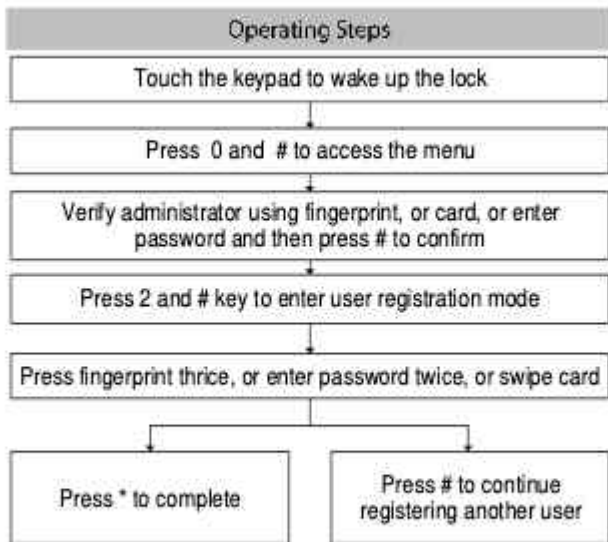 Operating Steps
Touch the keypad to wake up the lock
Press 0 and # to access the menu
Verify administrator using fingerprint, or card, or enter
password and then press # to confirm
Press 2 and # key to enter user registration mode
Press fingerprint thrice, or enter password twice, or swipe card
Press * to complete
Press # to continue
registering another user